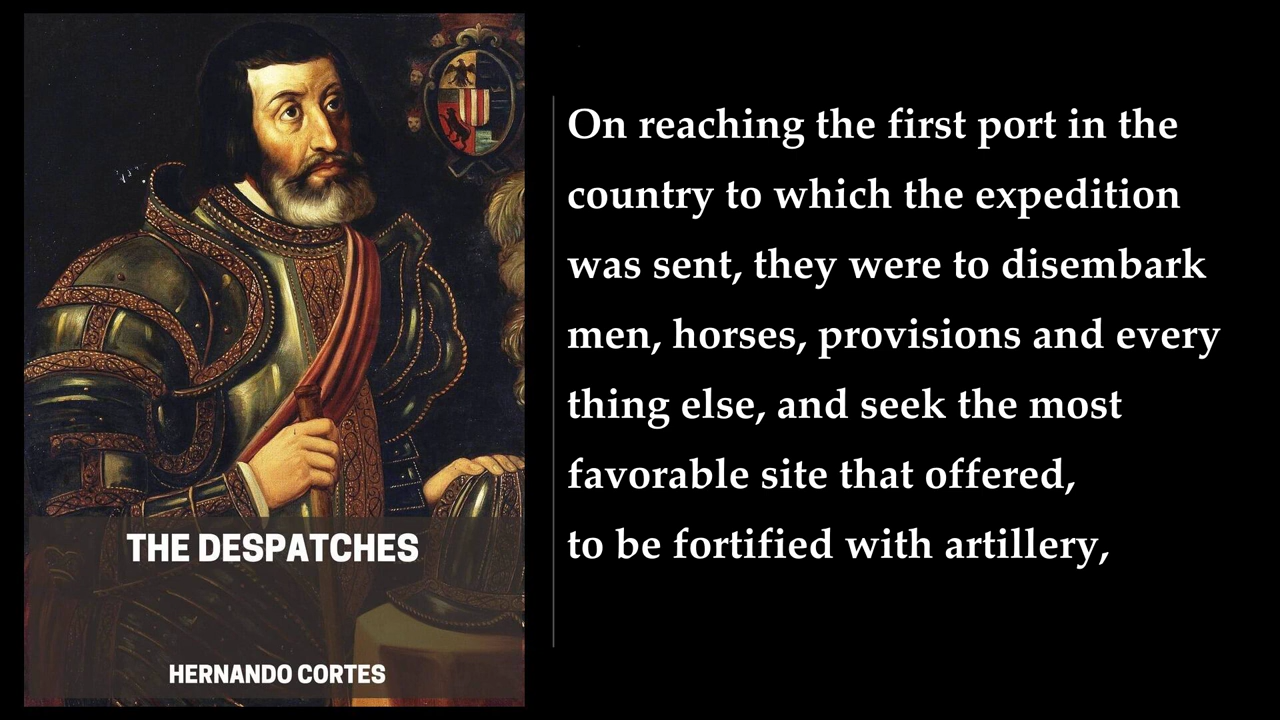 THE DESPATCHES
HERNANDO CORTES
On reaching the first port in the
country to which the expedition
was sent, they were to disembark
men, horses, provisions and every
thing else, and seek the most
favorable site that offered,
to be fortified with artillery,